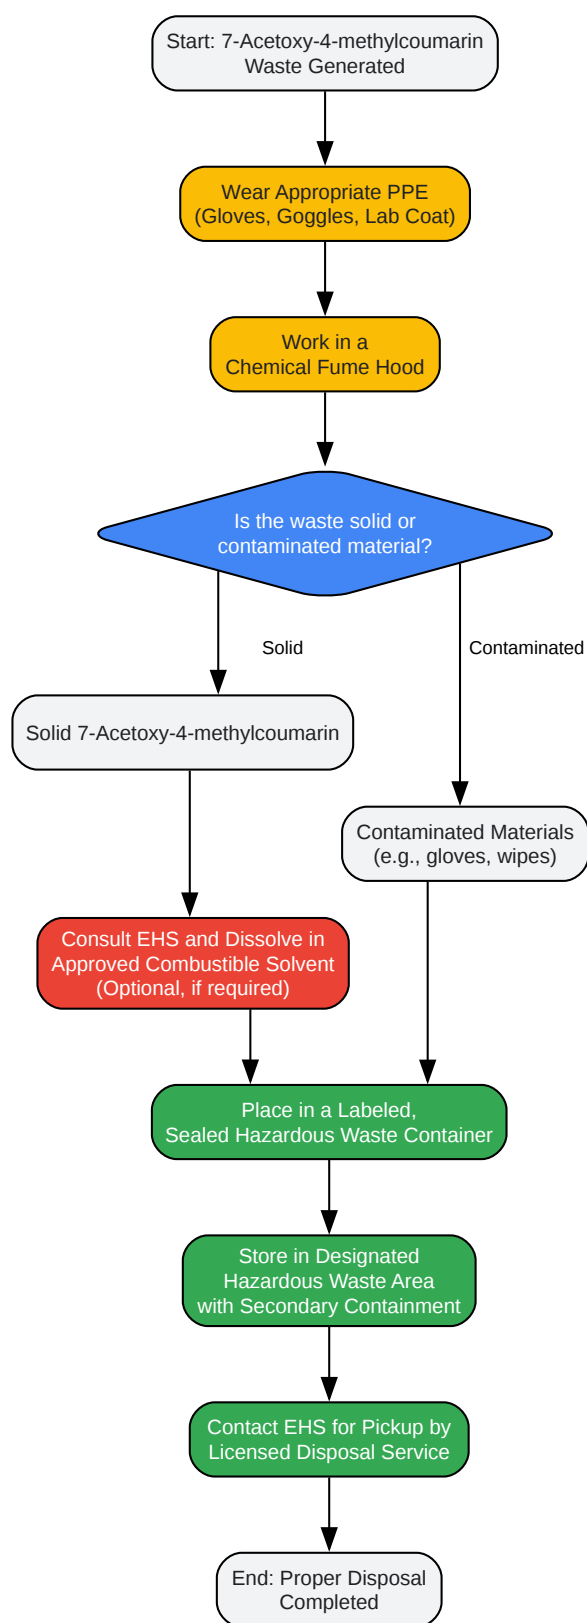 Start: 7-Acetoxy-4-methylcoumarin
Waste Generated
Wear Appropriate PPE
(Gloves, Goggles, Lab Coat)
Work in a
Chemical Fume Hood
Is the waste solid or
contaminated material?
Solid
Contaminated
Solid 7-Acetoxy-4-methylcoumarin
Contaminated Materials
(e.g., gloves, wipes)
Consult EHS and Dissolve in
Approved Combustible Solvent
(Optional, if required)
Place in a Labeled,
Sealed Hazardous Waste Container
Store in Designated
Hazardous Waste Area
with Secondary Containment
Contact EHS for Pickup by
Licensed Disposal Service
End: Proper Disposal
Completed